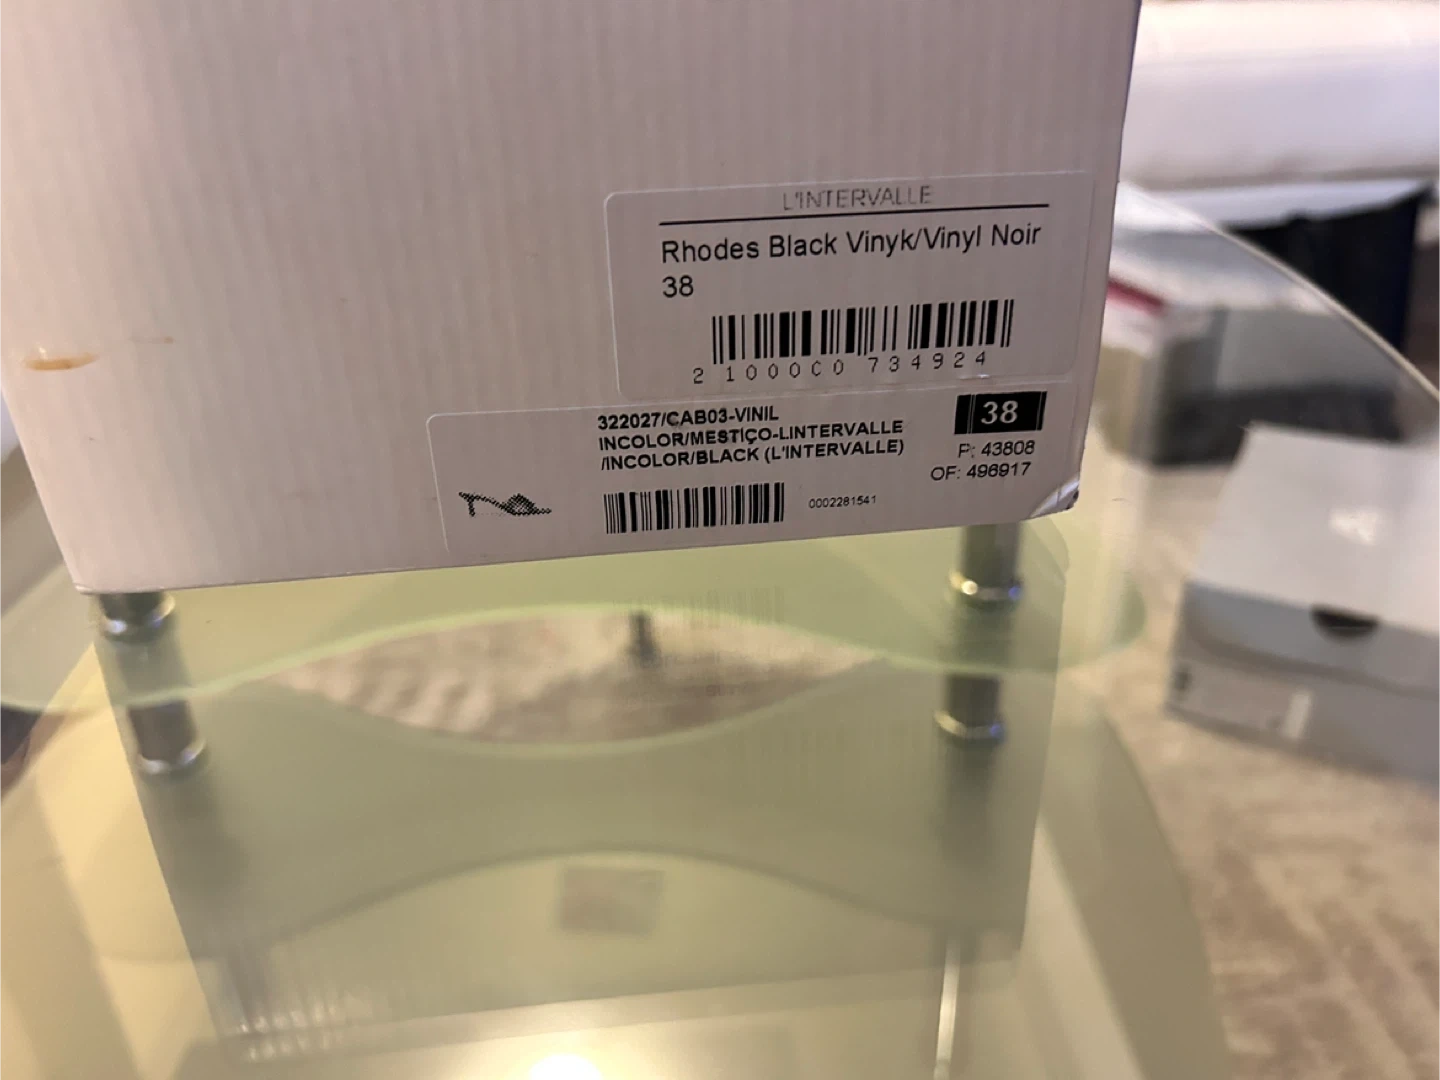 L'INTERVALLE
Rhodes Black Vinyk/Vinyl Noir
38
2 100000 734924
322027/CAB03-VINIL
INCOLOR/MESTIÇO-LINTERVALLE
/INCOLOR/BLACK (L'INTERVALLE)
38
P: 43808
OF: 496917
0002281541